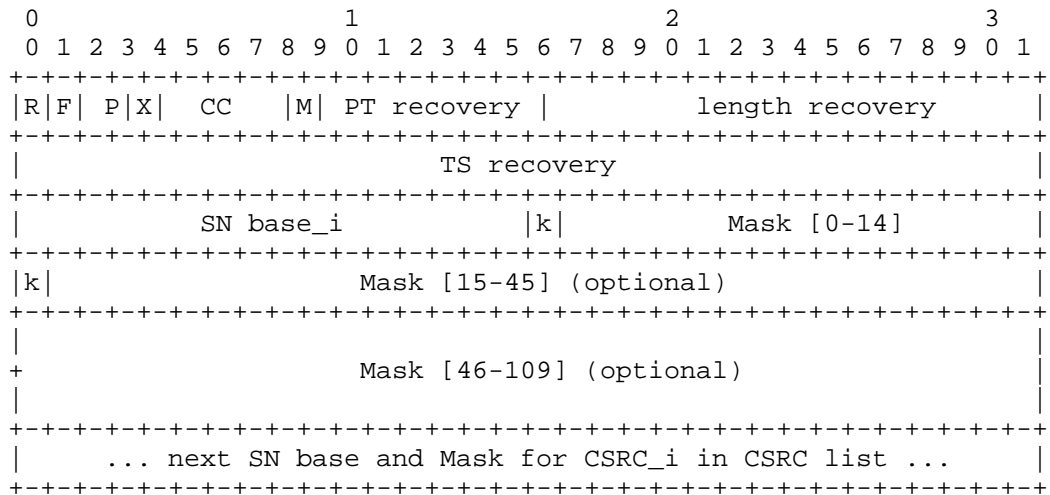 0                   1                   2                   3
 0 1 2 3 4 5 6 7 8 9 0 1 2 3 4 5 6 7 8 9 0 1 2 3 4 5 6 7 8 9 0 1
+-+-+-+-+-+-+-+-+-+-+-+-+-+-+-+-+-+-+-+-+-+-+-+-+-+-+-+-+-+-+-+-+
|R|F| P|X|  CC   |M| PT recovery |         length recovery      |
+-+-+-+-+-+-+-+-+-+-+-+-+-+-+-+-+-+-+-+-+-+-+-+-+-+-+-+-+-+-+-+-+
|                          TS recovery                          |
+-+-+-+-+-+-+-+-+-+-+-+-+-+-+-+-+-+-+-+-+-+-+-+-+-+-+-+-+-+-+-+-+
|           SN base_i           |k|          Mask [0-14]        |
+-+-+-+-+-+-+-+-+-+-+-+-+-+-+-+-+-+-+-+-+-+-+-+-+-+-+-+-+-+-+-+-+
|k|                   Mask [15-45] (optional)                   |
+-+-+-+-+-+-+-+-+-+-+-+-+-+-+-+-+-+-+-+-+-+-+-+-+-+-+-+-+-+-+-+-+
|                                                               |
+                     Mask [46-109] (optional)                  |
|                                                               |
+-+-+-+-+-+-+-+-+-+-+-+-+-+-+-+-+-+-+-+-+-+-+-+-+-+-+-+-+-+-+-+-+
|     ... next SN base and Mask for CSRC_i in CSRC list ...     |
+-+-+-+-+-+-+-+-+-+-+-+-+-+-+-+-+-+-+-+-+-+-+-+-+-+-+-+-+-+-+-+-+